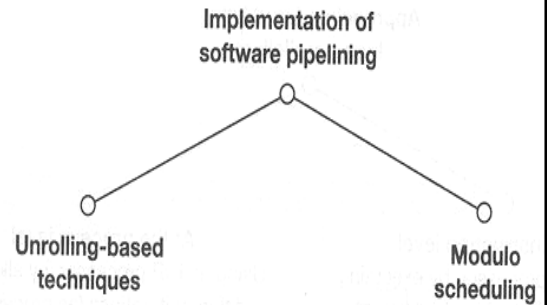 Implementation of
software pipelining
Unrolling-based
techniques
Modulo
scheduling